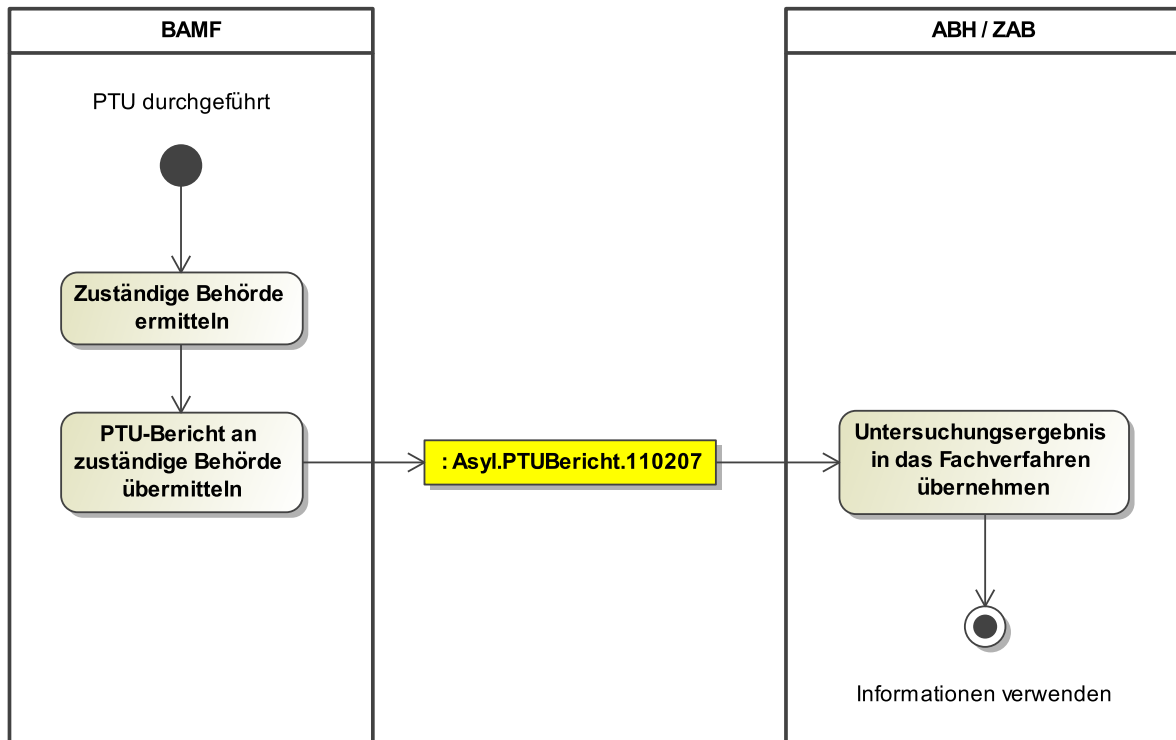 BAMF
PTU durchgeführt
Zuständige Behörde
ermitteln
PTU-Bericht an
zuständige Behörde
übermitteln
: Asyl.PTUBericht.110207
ABH / ZAB
Untersuchungsergebnis
in das Fachverfahren
übernehmen
Informationen verwenden